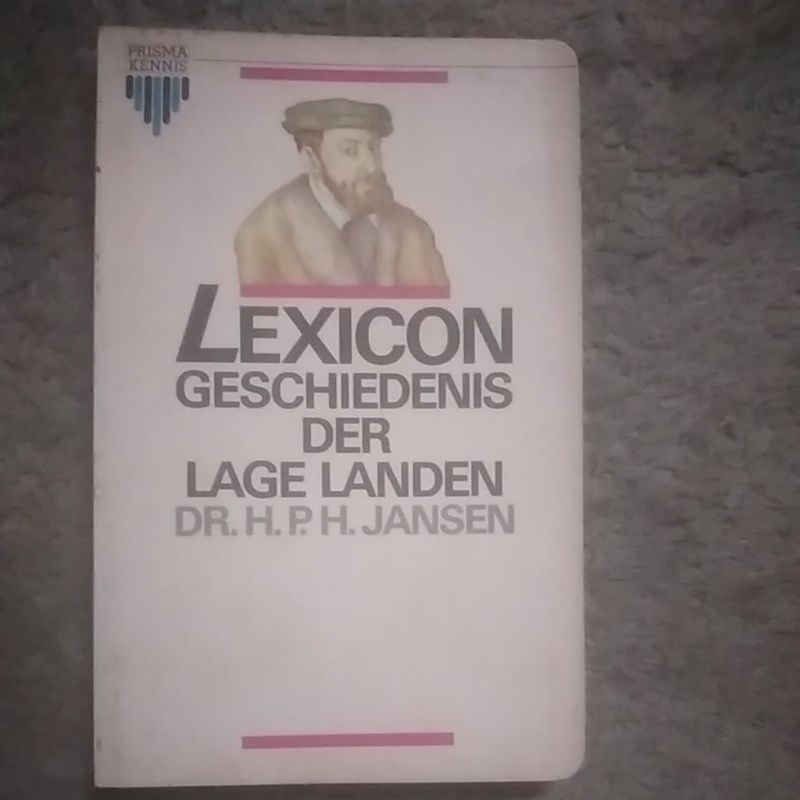 PRISMA
KENNIS
LEXICON
GESCHIEDENIS
DER
LAGE LANDEN
DR. H. P. H. JANSEN